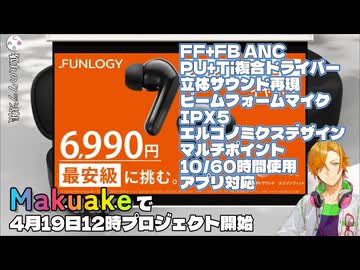 .FUNLOGY
6,990円
最安級に挑む。
FF+FB ANC
PU+Ti複合ドライバー
立体サウンド再現
ビームフォームマイク
IPX5
エルゴノミクスデザイン
マルチポイント
10/60時間使用
アプリ対応
Makuakeで
4月19日12時プロジェクト開始